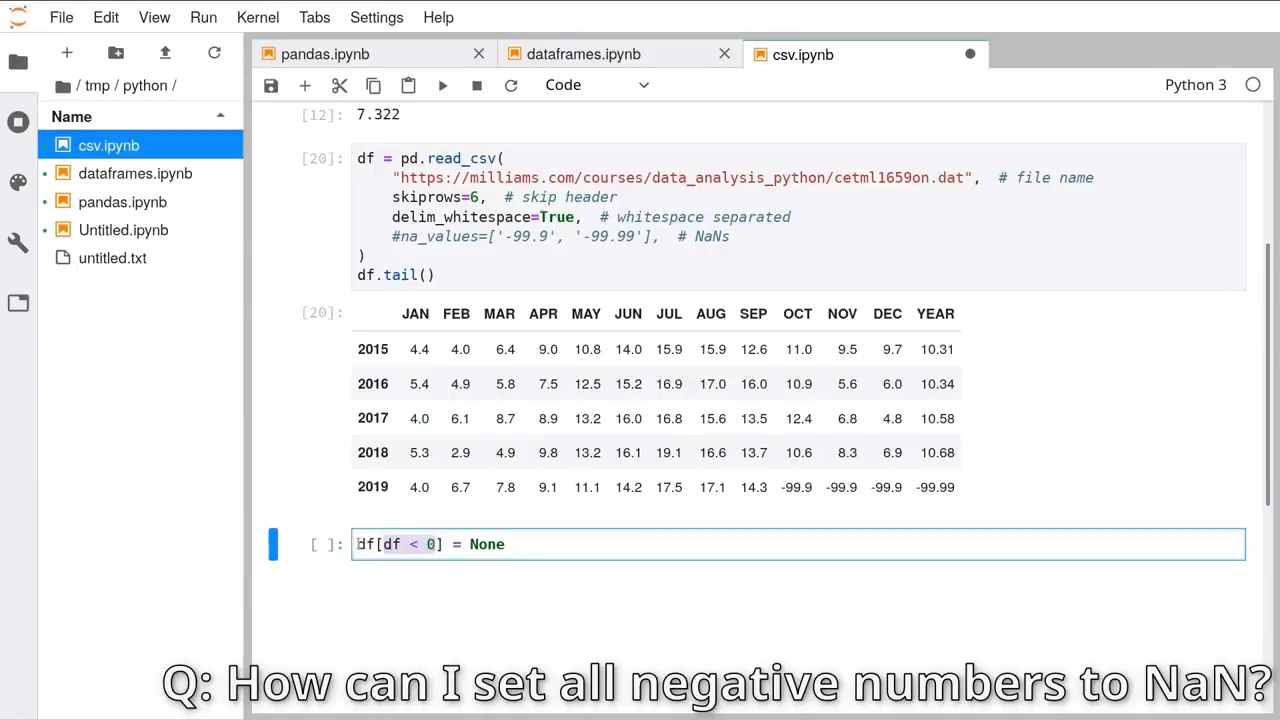 File Edit View Run Kernel Tabs Settings Help
pandas.ipynb dataframes.ipynb csv.ipynb
/ tmp / python /
Code Python 3
Name
csv.ipynb
dataframes.ipynb
pandas.ipynb
Untitled.ipynb
untitled.txt
[12]: 7.322
[20]: df = pd.read_csv(
"https://milliams.com/courses/data_analysis_python/cetml1659on.dat", # file name
skiprows=6, # skip header
delim_whitespace=True, # whitespace separated
#na_values=['-99.9', '-99.99'], # NaNs
)
df.tail()
[20]: JAN FEB MAR APR MAY JUN JUL AUG SEP OCT NOV DEC YEAR
2015 4.4 4.0 6.4 9.0 10.8 14.0 15.9 15.9 12.6 11.0 9.5 9.7 10.31
2016 5.4 4.9 5.8 7.5 12.5 15.2 16.9 17.0 16.0 10.9 5.6 6.0 10.34
2017 4.0 6.1 8.7 8.9 13.2 16.0 16.8 15.6 13.5 12.4 6.8 4.8 10.58
2018 5.3 2.9 4.9 9.8 13.2 16.1 19.1 16.6 13.7 10.6 8.3 6.9 10.68
2019 4.0 6.7 7.8 9.1 11.1 14.2 17.5 17.1 14.3 -99.9 -99.9 -99.9 -99.99
[ ]: df[df < 0] = None
Q: How can I set all negative numbers to NaN?